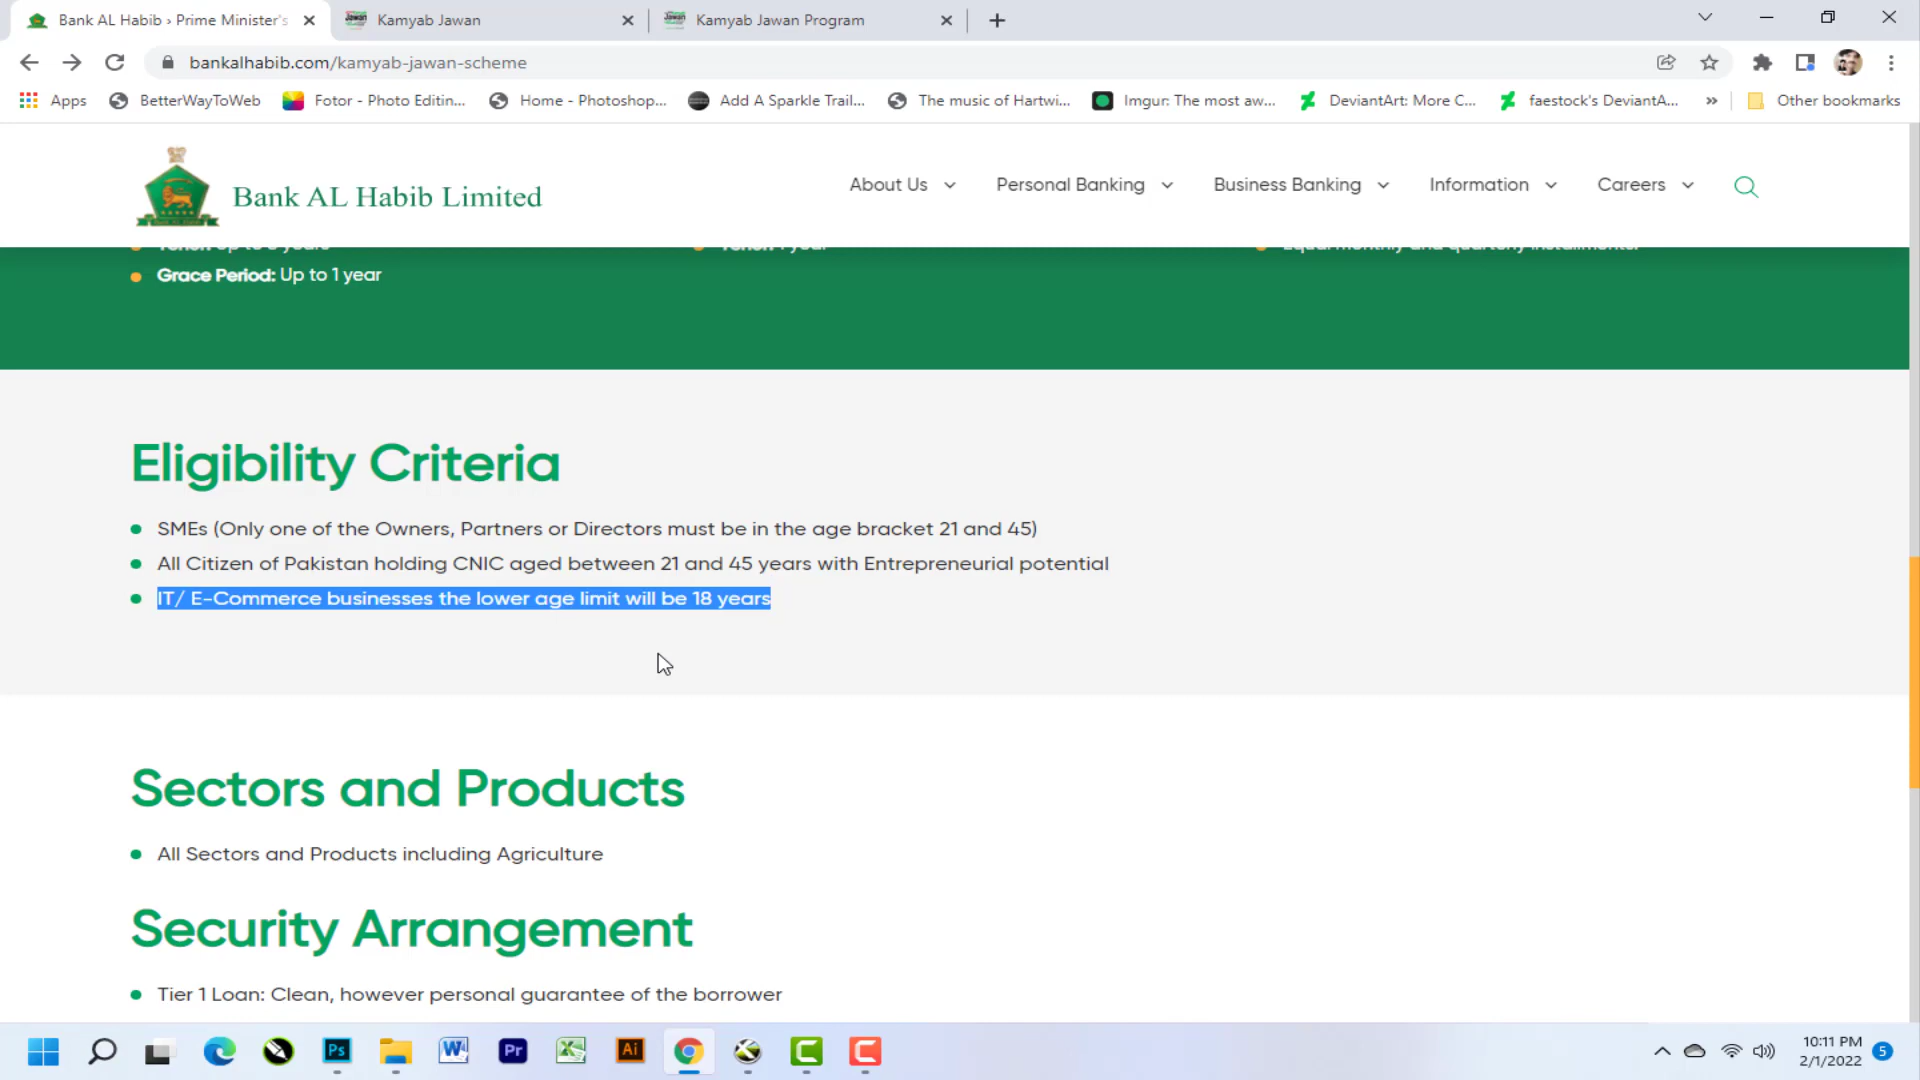 Bank AL Habib › Prime Minister's
Kamyab Jawan
Kamyab Jawan Program
bankalhabib.com/kamyab-jawan-scheme
Apps
BetterWayToWeb
Fotor - Photo Editin...
Home - Photoshop...
Add A Sparkle Trail...
The music of Hartwi...
Imgur: The most aw...
DeviantArt: More C...
faestock's DeviantA...
»
Other bookmarks
Bank AL Habib Limited
About Us
Personal Banking
Business Banking
Information
Careers
Grace Period: Up to 1 year
Eligibility Criteria
SMEs (Only one of the Owners, Partners or Directors must be in the age bracket 21 and 45)
All Citizen of Pakistan holding CNIC aged between 21 and 45 years with Entrepreneurial potential
IT/ E-Commerce businesses the lower age limit will be 18 years
Sectors and Products
All Sectors and Products including Agriculture
Security Arrangement
Tier 1 Loan: Clean, however personal guarantee of the borrower
Ps
W
Pr
X
Ai
10:11 PM
2/1/2022
5